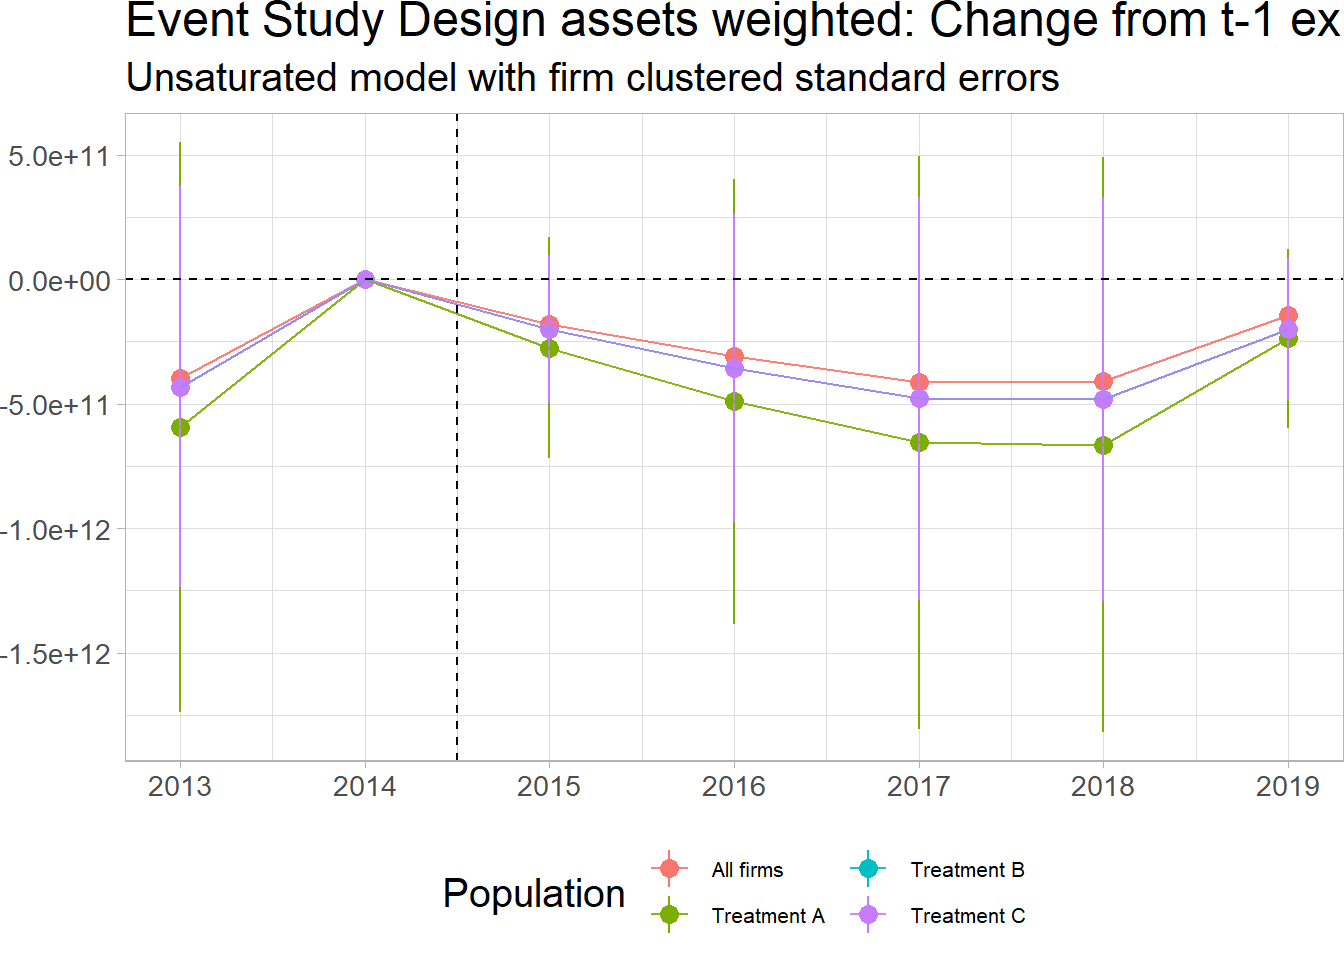 Event Study Design assets weighted: Change from t-1 ex
Unsaturated model with firm clustered standard errors
5.0e+11
0.0e+00
-5.0e+11
-1.0e+12
-1.5e+12
2013 2014 2015 2016 2017 2018 2019
Population
All firms Treatment B
Treatment A Treatment C